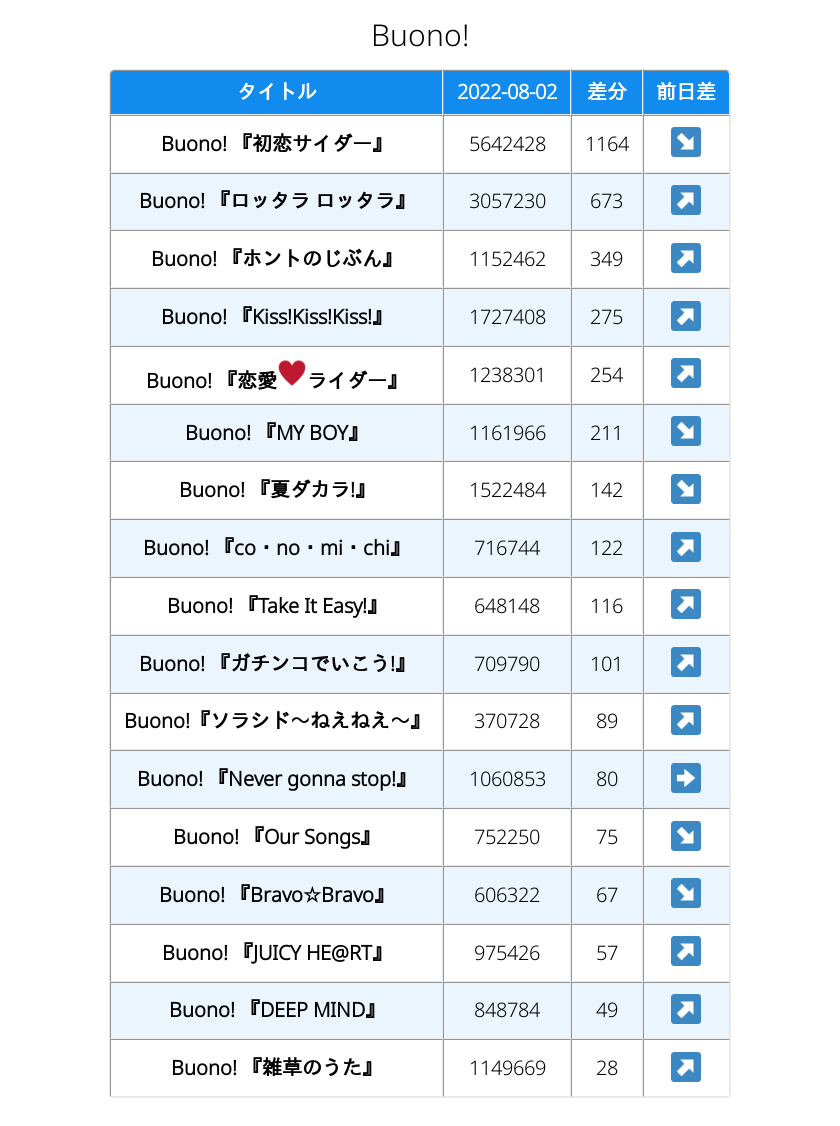 Buono!
タイトル 2022-08-02 差分 前日差
Buono! 『初恋サイダー』 5642428 1164 ↘
Buono! 『ロッタラ ロッタラ』 3057230 673 ↗
Buono! 『ホントのじぶん』 1152462 349 ↗
Buono! 『Kiss!Kiss!Kiss!』 1727408 275 ↗
Buono! 『恋愛♥ライダー』 1238301 254 ↗
Buono! 『MY BOY』 1161966 211 ↘
Buono! 『夏ダカラ!』 1522484 142 ↘
Buono! 『co・no・mi・chi』 716744 122 ↗
Buono! 『Take It Easy!』 648148 116 ↗
Buono! 『ガチンコでいこう!』 709790 101 ↗
Buono!『ソラシド〜ねえねえ〜』 370728 89 ↗
Buono! 『Never gonna stop!』 1060853 80 ➡
Buono! 『Our Songs』 752250 75 ↘
Buono! 『Bravo☆Bravo』 606322 67 ↘
Buono! 『JUICY HE@RT』 975426 57 ↗
Buono! 『DEEP MIND』 848784 49 ↗
Buono! 『雑草のうた』 1149669 28 ↗